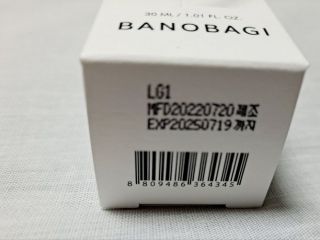 30 ML / 1.01 FL. OZ.
BANOBAGI
LG1
MFD20220720 제조
EXP20250719 까지
8 809486 364345